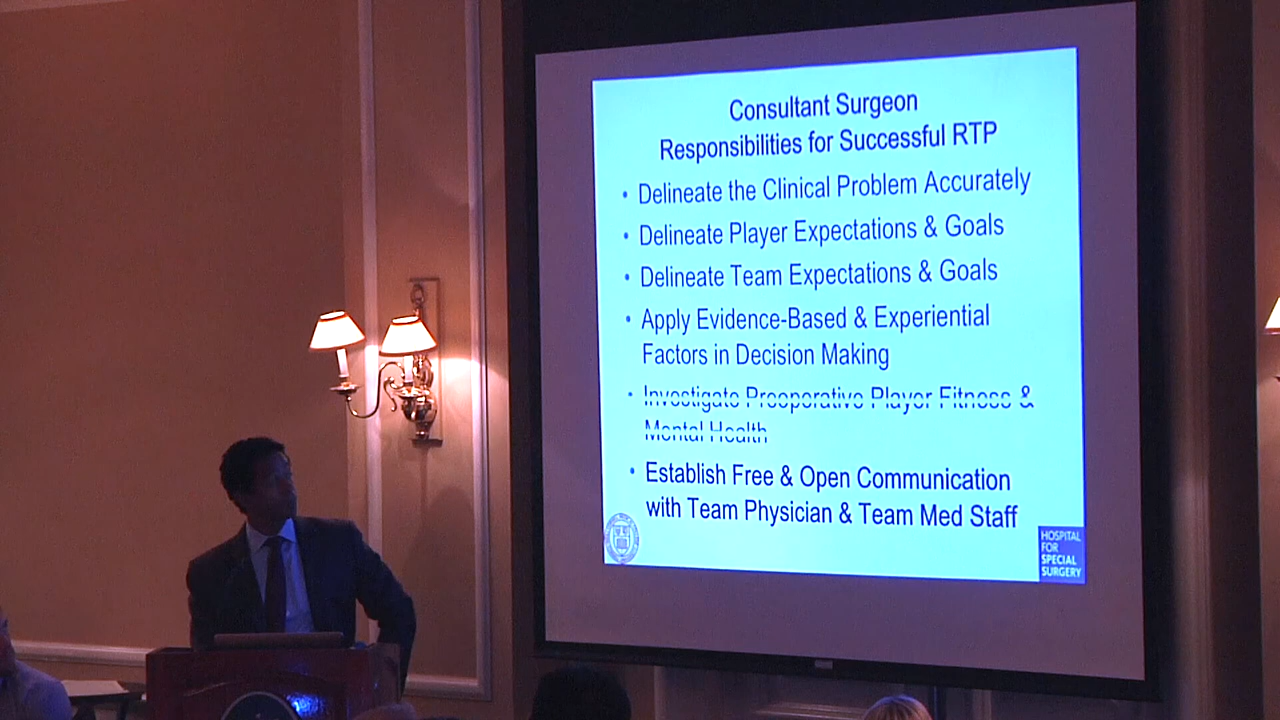 Consultant Surgeon
Responsibilities for Successful RTP
• Delineate the Clinical Problem Accurately
• Delineate Player Expectations & Goals
• Delineate Team Expectations & Goals
• Apply Evidence-Based & Experiential
Factors in Decision Making
• Investigate Preoperative Player Fitness &
Mental Health
• Establish Free & Open Communication
with Team Physician & Team Med Staff
HOSPITAL
FOR
SPECIAL
SURGERY